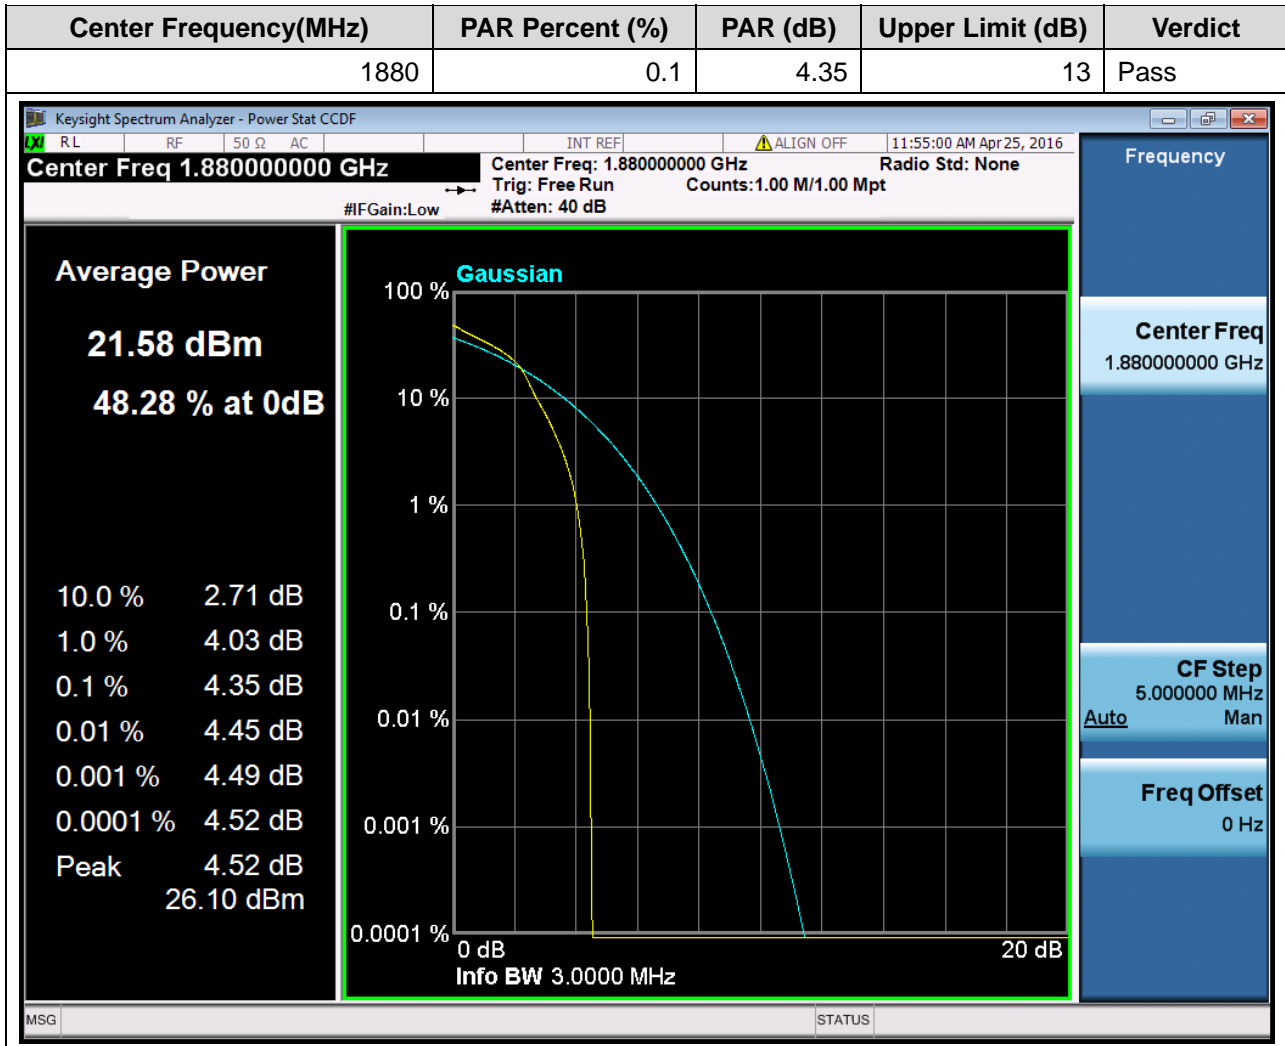 Center Frequency(MHz) PAR Percent (%) PAR (dB) Upper Limit (dB) Verdict
1880 0.1 4.35 13 Pass
Keysight Spectrum Analyzer - Power Stat CCDF
LXI RL RF 50 Ω AC INT REF ALIGN OFF 11:55:00 AM Apr 25, 2016
Center Freq 1.880000000 GHz
Center Freq: 1.880000000 GHz Radio Std: None
Trig: Free Run Counts:1.00 M/1.00 Mpt
#IFGain:Low #Atten: 40 dB
Average Power
21.58 dBm
48.28 % at 0dB
10.0 % 2.71 dB
1.0 % 4.03 dB
0.1 % 4.35 dB
0.01 % 4.45 dB
0.001 % 4.49 dB
0.0001 % 4.52 dB
Peak 4.52 dB
26.10 dBm
Gaussian
100 %
10 %
1 %
0.1 %
0.01 %
0.001 %
0.0001 %
0 dB 20 dB
Info BW 3.0000 MHz
Frequency
Center Freq
1.880000000 GHz
CF Step
5.000000 MHz
Auto Man
Freq Offset
0 Hz
MSG STATUS